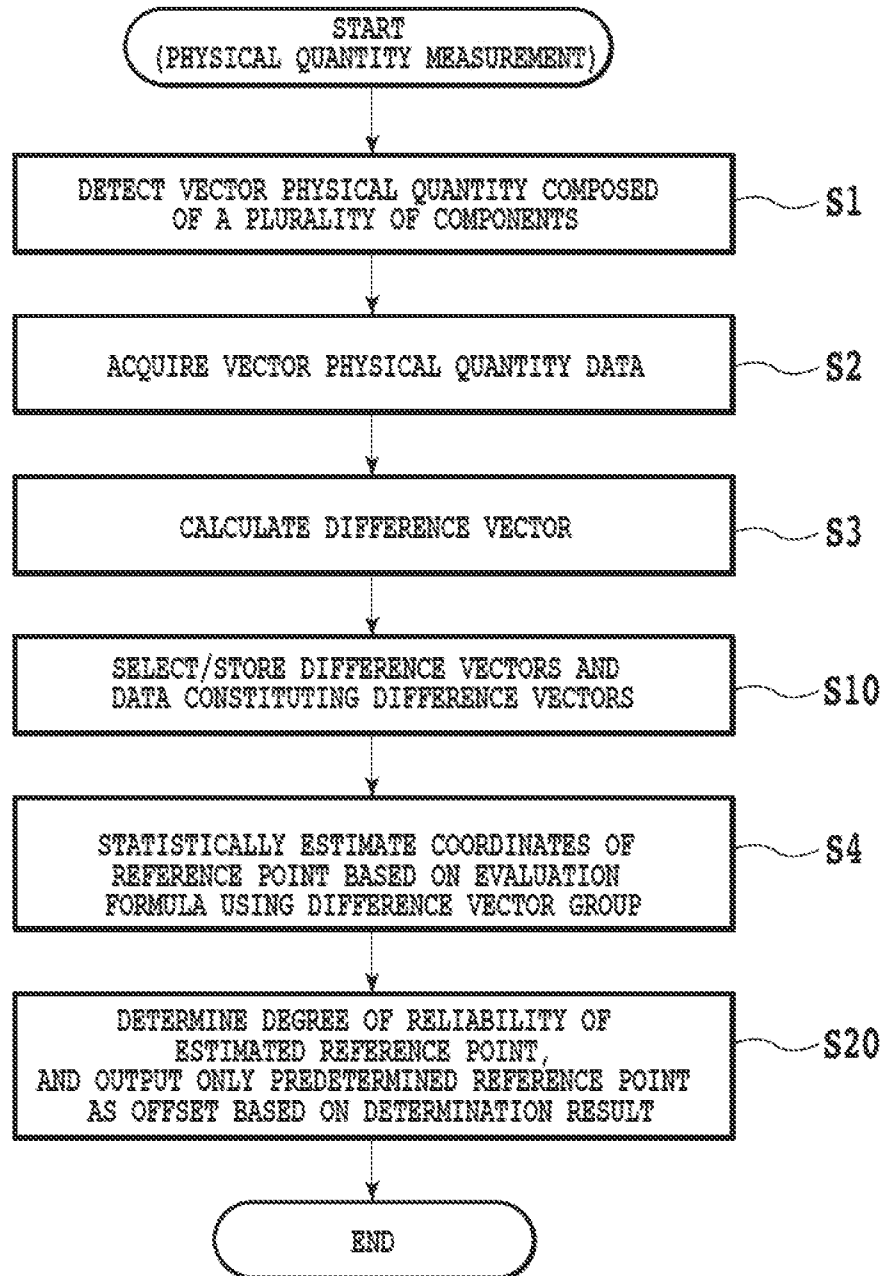 START
(PHYSICAL QUANTITY MEASUREMENT)
DETECT VECTOR PHYSICAL QUANTITY COMPOSED
OF A PLURALITY OF COMPONENTS
S1
ACQUIRE VECTOR PHYSICAL QUANTITY DATA
S2
CALCULATE DIFFERENCE VECTOR
S3
SELECT/STORE DIFFERENCE VECTORS AND
DATA CONSTITUTING DIFFERENCE VECTORS
S10
STATISTICALLY ESTIMATE COORDINATES OF
REFERENCE POINT BASED ON EVALUATION
FORMULA USING DIFFERENCE VECTOR GROUP
S4
DETERMINE DEGREE OF RELIABILITY OF
ESTIMATED REFERENCE POINT,
AND OUTPUT ONLY PREDETERMINED REFERENCE POINT
AS OFFSET BASED ON DETERMINATION RESULT
S20
END